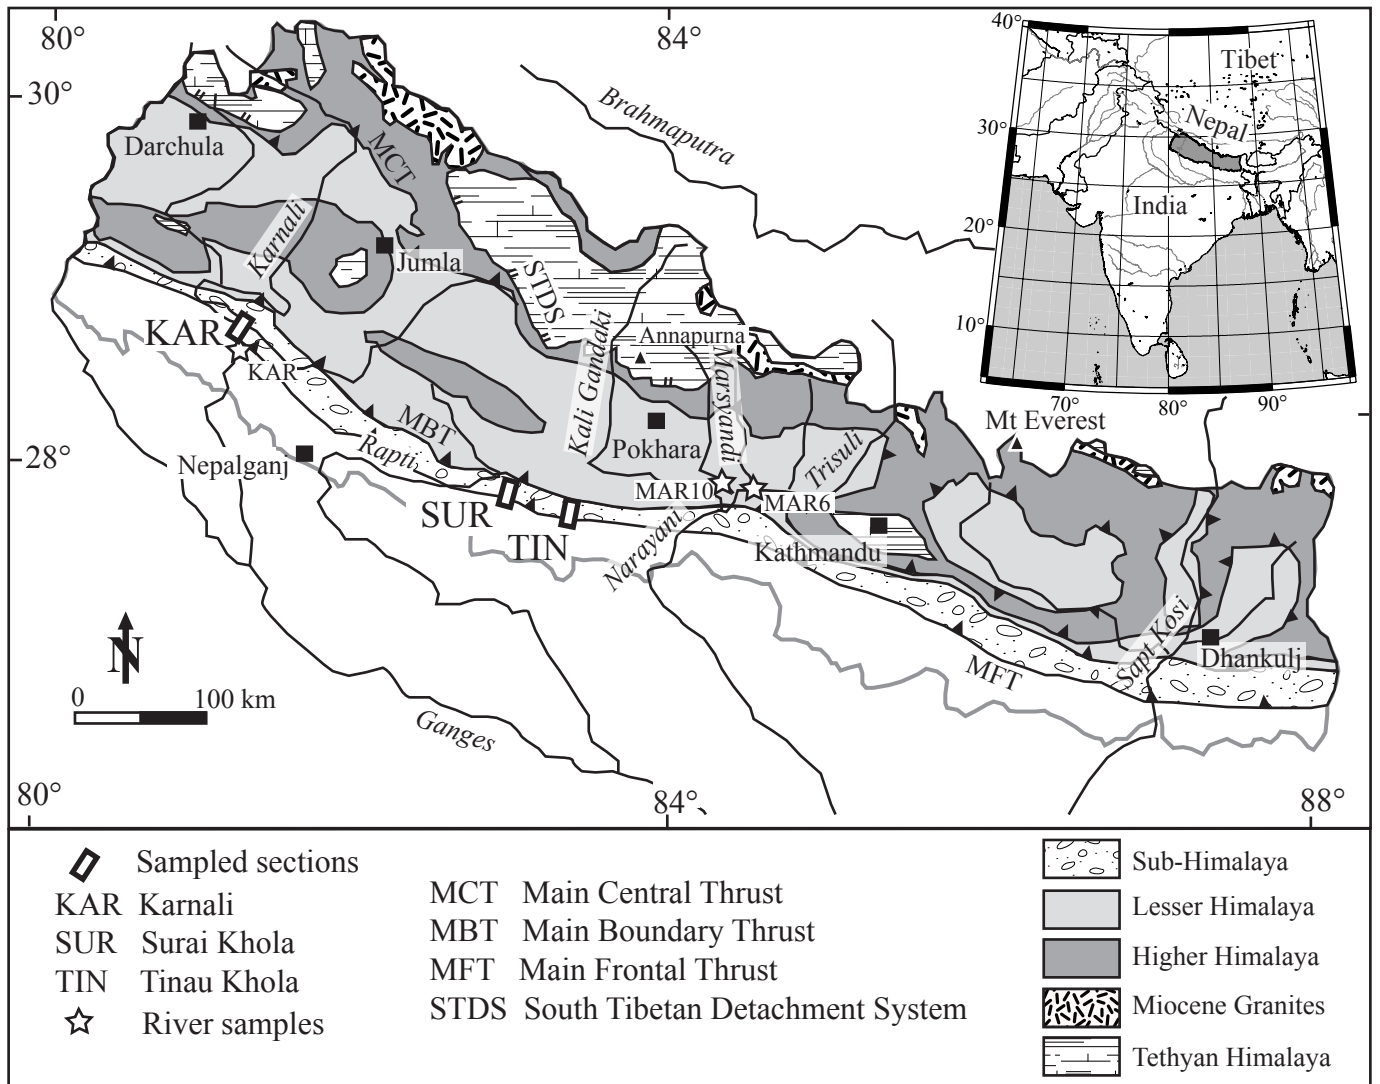 80°
84°
40°
Tibet
30°
Brahmaputra
Nepal
30°
Darchula
MCT
India
20°
Karnali
Jumla
STDS
10°
KAR
Annapurna
Kali Gandaki
Marsyandi
KAR
70°
80°
90°
Mt Everest
MBT
28°
Nepalganj
Rapti
Pokhara
Trisuli
MAR10
MAR6
SUR
TIN
Narayani
Kathmandu
N
Sapt Kosi
Dhankulj
MFT
0
100 km
Ganges
80°
84°
88°
Sampled sections
KAR Karnali
SUR Surai Khola
TIN Tinau Khola
River samples
MCT Main Central Thrust
MBT Main Boundary Thrust
MFT Main Frontal Thrust
STDS South Tibetan Detachment System
Sub-Himalaya
Lesser Himalaya
Higher Himalaya
Miocene Granites
Tethyan Himalaya